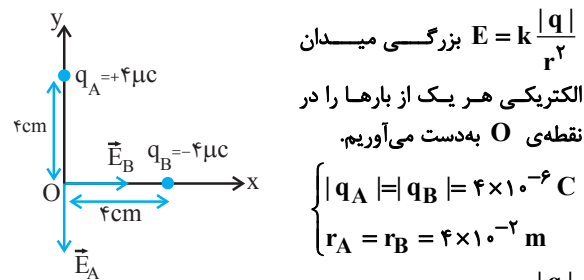 E = k |q| / r^۲ بزرگی میدان
الکتریکی هر یک از بارها را در
نقطه‌ی O به‌دست می‌آوریم.
|q_A| = |q_B| = ۴×۱۰^−۶ C
r_A = r_B = ۴×۱۰^−۲ m
y
q_A = +۴μc
۴cm
E_B
q_B = −۴μc
O
x
۴cm
E_A
|q|